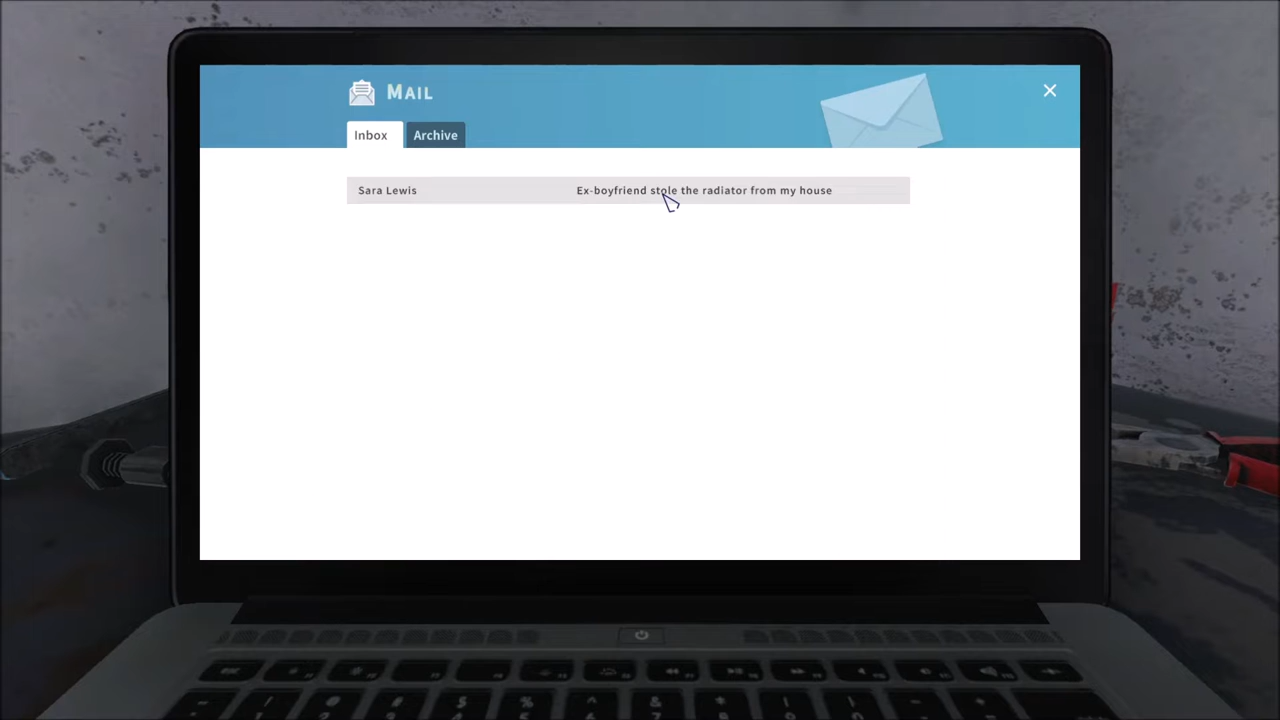 MAIL
Inbox
Archive
Sara Lewis
Ex-boyfriend stole the radiator from my house